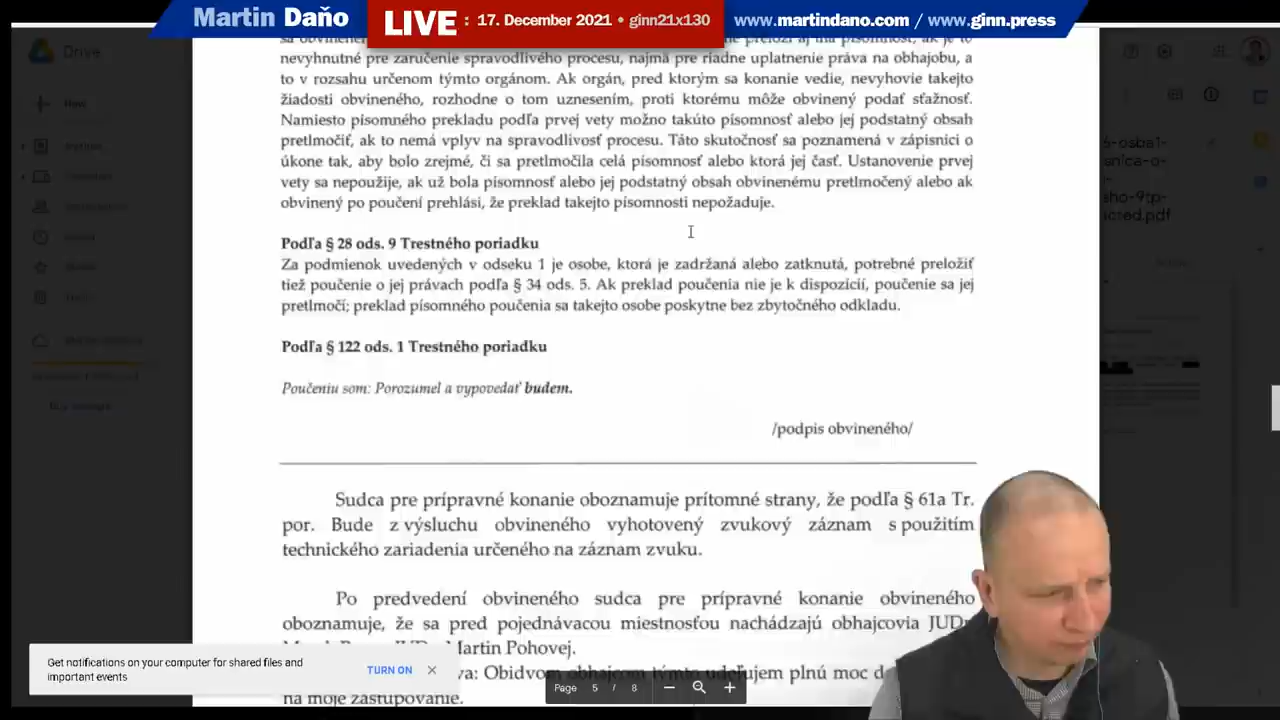 Martin Daňo
LIVE : 17. December 2021 • ginn21x130
www.martindano.com / www.ginn.press
Drive
New
nevyhnutné pre zaručenie spravodlivého procesu, najmä pre riadne uplatnenie práva na obhajobu, a
to v rozsahu určenom týmto orgánom. Ak orgán, pred ktorým sa konanie vedie, nevyhovie takejto
žiadosti obvineného, rozhodne o tom uznesením, proti ktorému môže obvinený podať sťažnosť.
Namiesto písomného prekladu podľa prvej vety možno takúto písomnosť alebo jej podstatný obsah
pretlmočiť, ak to nemá vplyv na spravodlivosť procesu. Táto skutočnosť sa poznamená v zápisnici o
úkone tak, aby bolo zrejmé, či sa pretlmočila celá písomnosť alebo ktorá jej časť. Ustanovenie prvej
vety sa nepoužije, ak už bola písomnosť alebo jej podstatný obsah obvinenému pretlmočený alebo ak
obvinený po poučení prehlási, že preklad takejto písomnosti nepožaduje.
Podľa § 28 ods. 9 Trestného poriadku
Za podmienok uvedených v odseku 1 je osobe, ktorá je zadržaná alebo zatknutá, potrebné preložiť
tiež poučenie o jej právach podľa § 34 ods. 5. Ak preklad poučenia nie je k dispozícií, poučenie sa jej
pretlmočí; preklad písomného poučenia sa takejto osobe poskytne bez zbytočného odkladu.
Podľa § 122 ods. 1 Trestného poriadku
Poučeniu som: Porozumel a vypovedať budem.
/podpis obvineného/
Sudca pre prípravné konanie oboznamuje prítomné strany, že podľa § 61a Tr.
por. Bude z výsluchu obvineného vyhotovený zvukový záznam s použitím
technického zariadenia určeného na záznam zvuku.
Po predvedení obvineného sudca pre prípravné konanie obvineného
oboznamuje, že sa pred pojednávacou miestnosťou nachádzajú obhajcovia JUDr.
Martin Pohovej.
Obidvom obhajcom týmto udeľujem plnú moc
na moje zastupovanie.
Get notifications on your computer for shared files and
important events
TURN ON
Page 5 / 8